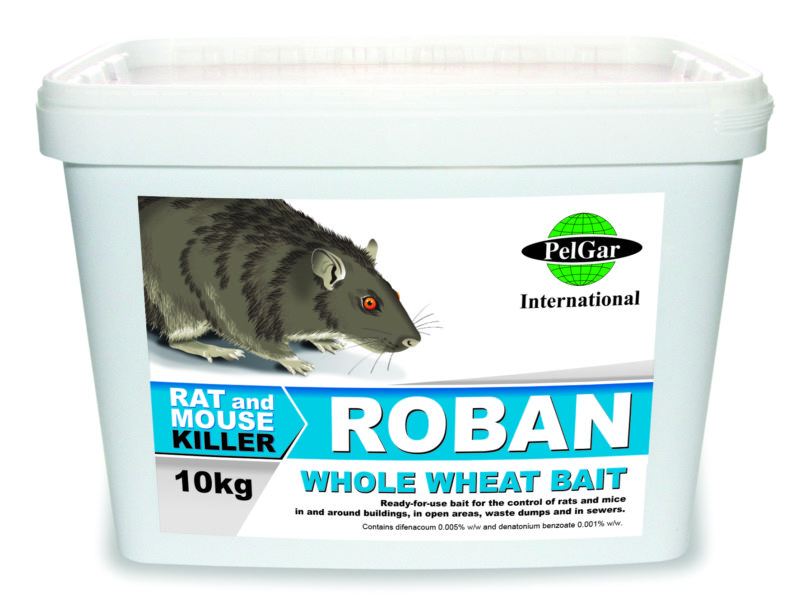 PelGar
International
RAT and
MOUSE
KILLER
ROBAN
10kg
WHOLE WHEAT BAIT
Ready-for-use bait for the control of rats and mice
in and around buildings, in open areas, waste dumps and in sewers.
Contains difenacoum 0.005% w/w and denatonium benzoate 0.001% w/w.